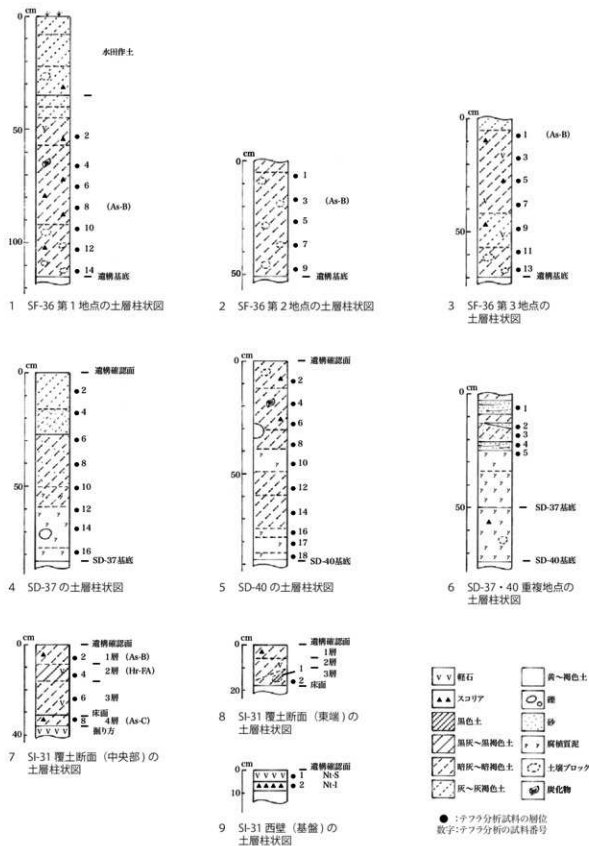 cm
0
水田作土
50
2
4
6
8 (As-B)
10
12
100
14
遺構基底
1 SF-36 第1地点の土層柱状図
cm
0
1
3 (As-B)
5
7
9
50
遺構基底
2 SF-36 第2地点の土層柱状図
cm
0
1 (As-B)
3
5
7
9
50
11
13
遺構基底
3 SF-36 第3地点の
土層柱状図
cm
0
遺構確認面
2
4
6
8
50
10
12
14
16
SD-37基底
4 SD-37の土層柱状図
cm
0
遺構確認面
2
4
6
8
10
50
12
14
16
17
18
SD-40基底
5 SD-40の土層柱状図
cm
0
1
2
3
4
5
50
SD-37基底
SD-40基底
6 SD-37・40重複地点の
土層柱状図
cm
0
遺構確認面
2 1層 (As-B)
4 2層 (Hr-FA)
20
6 3層
床面
8 4層 (As-C)
40
掘り方
7 SI-31 覆土断面(中央部)の
土層柱状図
cm
0
遺構確認面
1層
2層
1 3層
2 床面
20
8 SI-31 覆土断面(東端)の
土層柱状図
cm
0
遺構確認面
1 Nt-S
2 Nt-I
10
9 SI-31 西壁(基盤)の
土層柱状図
軽石
スコリア
黒色土
黒灰〜黒褐色土
暗灰〜暗褐色土
灰〜灰褐色土
黄〜褐色土
礫
砂
腐植質泥
土壌ブロック
炭化物
● :テフラ分析試料の層位
数字:テフラ分析の試料番号